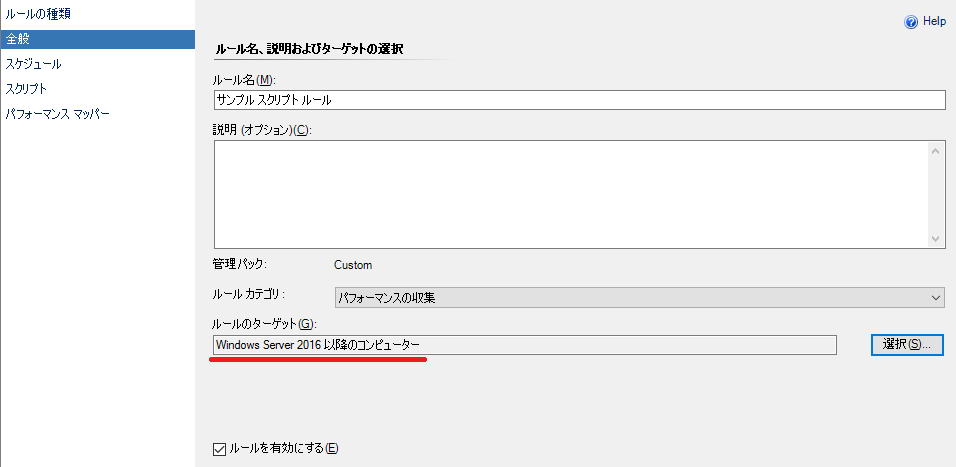 ルールの種類
全般
スケジュール
スクリプト
パフォーマンス マッパー
Help
ルール名、説明およびターゲットの選択
ルール名(M):
サンプル スクリプト ルール
説明 (オプション)(C):
管理パック:
Custom
ルール カテゴリ:
パフォーマンスの収集
ルールのターゲット(G):
Windows Server 2016 以降のコンピューター
選択(S)...
ルールを有効にする(E)